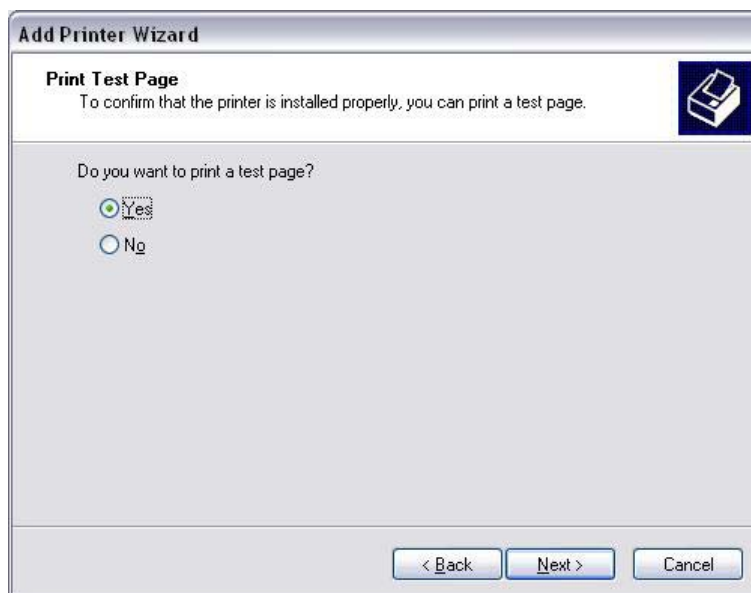 Add Printer Wizard
Print Test Page
To confirm that the printer is installed properly, you can print a test page.
Do you want to print a test page?
Yes
No
< Back Next > Cancel